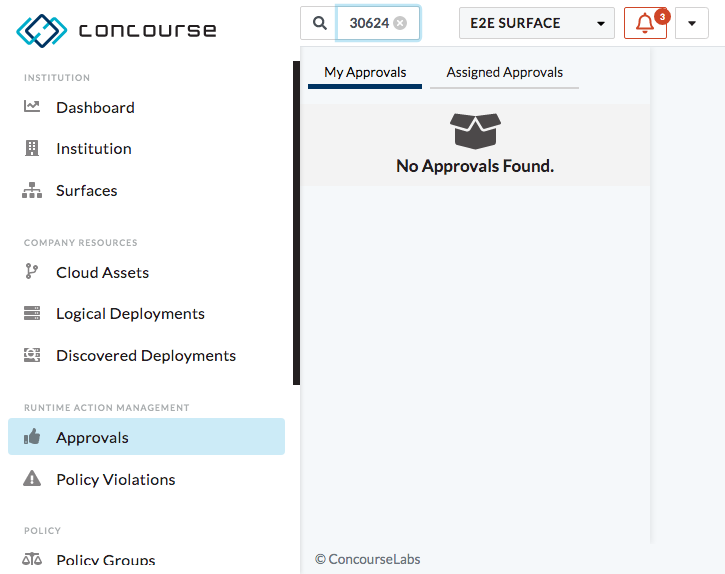 concourse
30624
E2E SURFACE
3
INSTITUTION
Dashboard
Institution
Surfaces
COMPANY RESOURCES
Cloud Assets
Logical Deployments
Discovered Deployments
RUNTIME ACTION MANAGEMENT
Approvals
Policy Violations
POLICY
Policy Groups
My Approvals
Assigned Approvals
No Approvals Found.
© ConcourseLabs